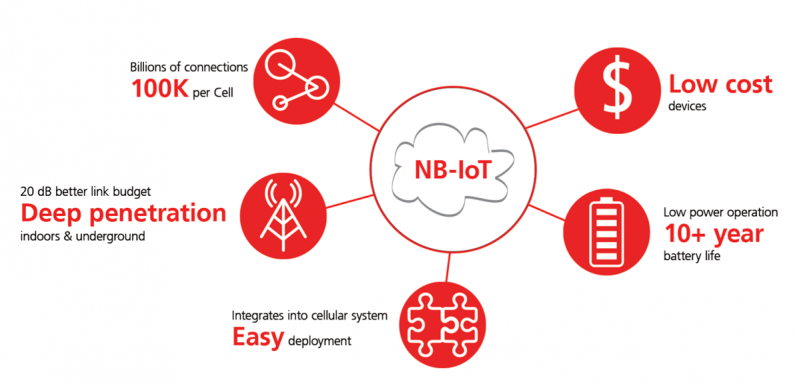 Billions of connections
100K per Cell
$
Low cost
devices
NB-IoT
20 dB better link budget
Deep penetration
indoors & underground
Low power operation
10+ year
battery life
Integrates into cellular system
Easy deployment